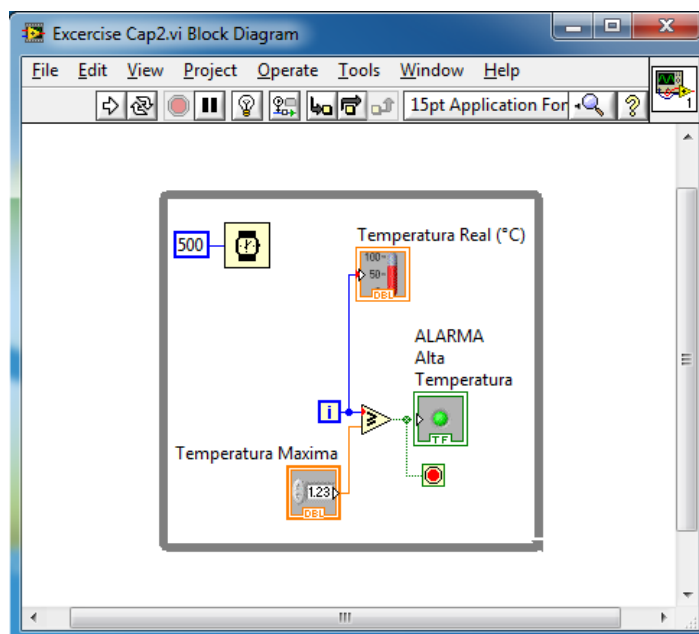 Excercise Cap2.vi Block Diagram
File Edit View Project Operate Tools Window Help
15pt Application For
1
500
Temperatura Real (°C)
100
50
DBL
ALARMA
Alta
Temperatura
i
TF
Temperatura Maxima
1.23
DBL